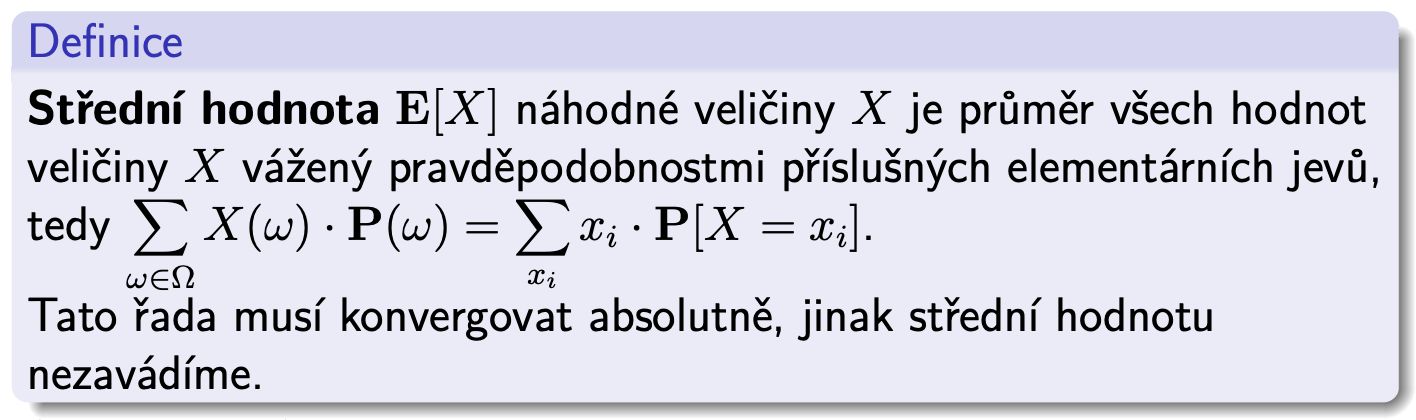 Definice
Střední hodnota E[X] náhodné veličiny X je průměr všech hodnot
veličiny X vážený pravděpodobnostmi příslušných elementárních jevů,
tedy ∑_{ω∈Ω} X(ω) · P(ω) = ∑_{x_i} x_i · P[X = x_i].
Tato řada musí konvergovat absolutně, jinak střední hodnotu
nezavádíme.